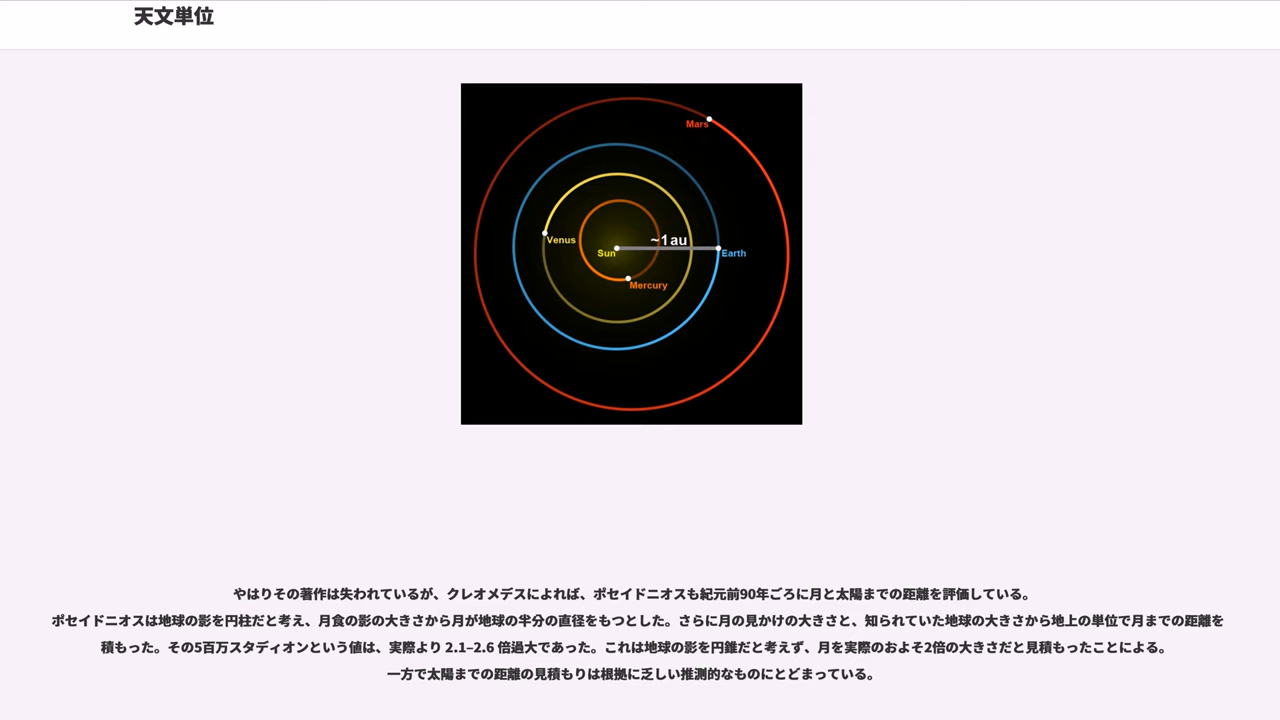 天文単位
Mars
~1au
Venus
Sun
Earth
Mercury
やはりその著作は失われているが、クレオメデスによれば、ポセイドニオスも紀元前90年ごろに月と太陽までの距離を評価している。
ポセイドニオスは地球の影を円柱だと考え、月食の影の大きさから月が地球の半分の直径をもつとした。さらに月の見かけの大きさと、知られていた地球の大きさから地上の単位で月までの距離を
積もった。その5百万スタディオンという値は、実際より 2.1–2.6 倍過大であった。これは地球の影を円錐だと考えず、月を実際のおよそ2倍の大きさだと見積もったことによる。
一方で太陽までの距離の見積もりは根拠に乏しい推測的なものにとどまっている。